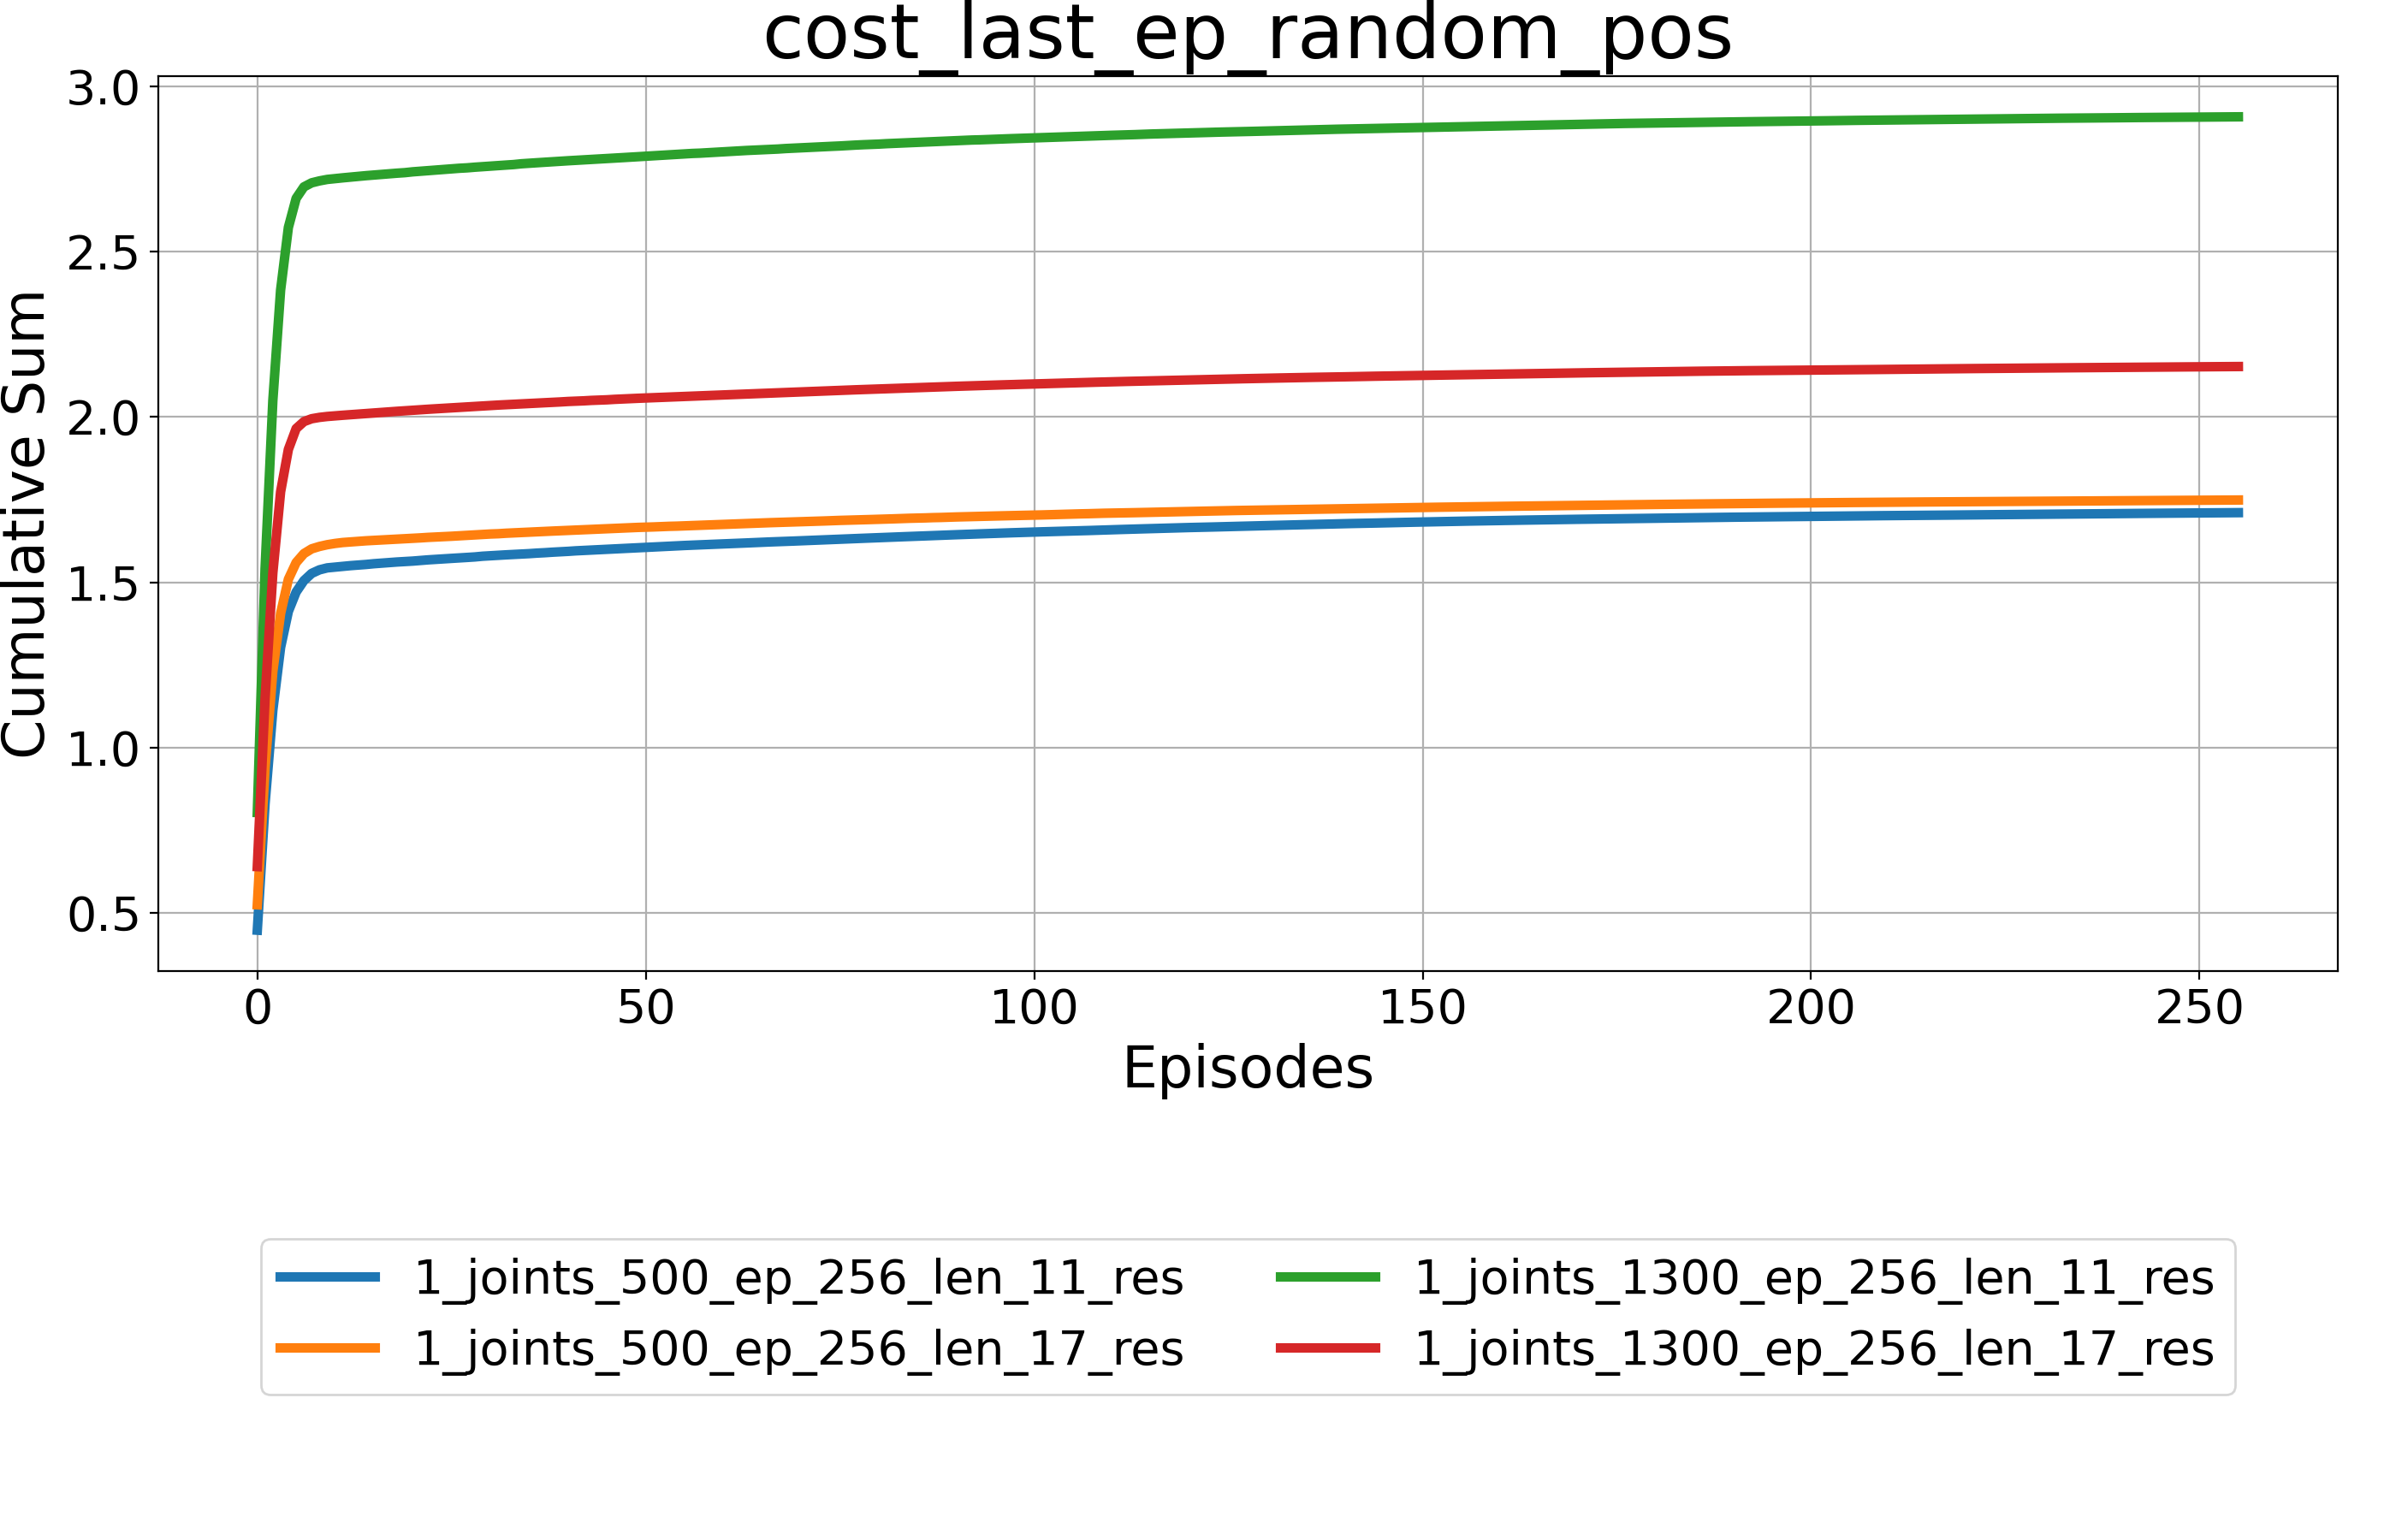 cost_last_ep_random_pos
3.0
2.5
2.0
1.5
1.0
0.5
Cumulative Sum
0 50 100 150 200 250
Episodes
1_joints_500_ep_256_len_11_res
1_joints_500_ep_256_len_17_res
1_joints_1300_ep_256_len_11_res
1_joints_1300_ep_256_len_17_res